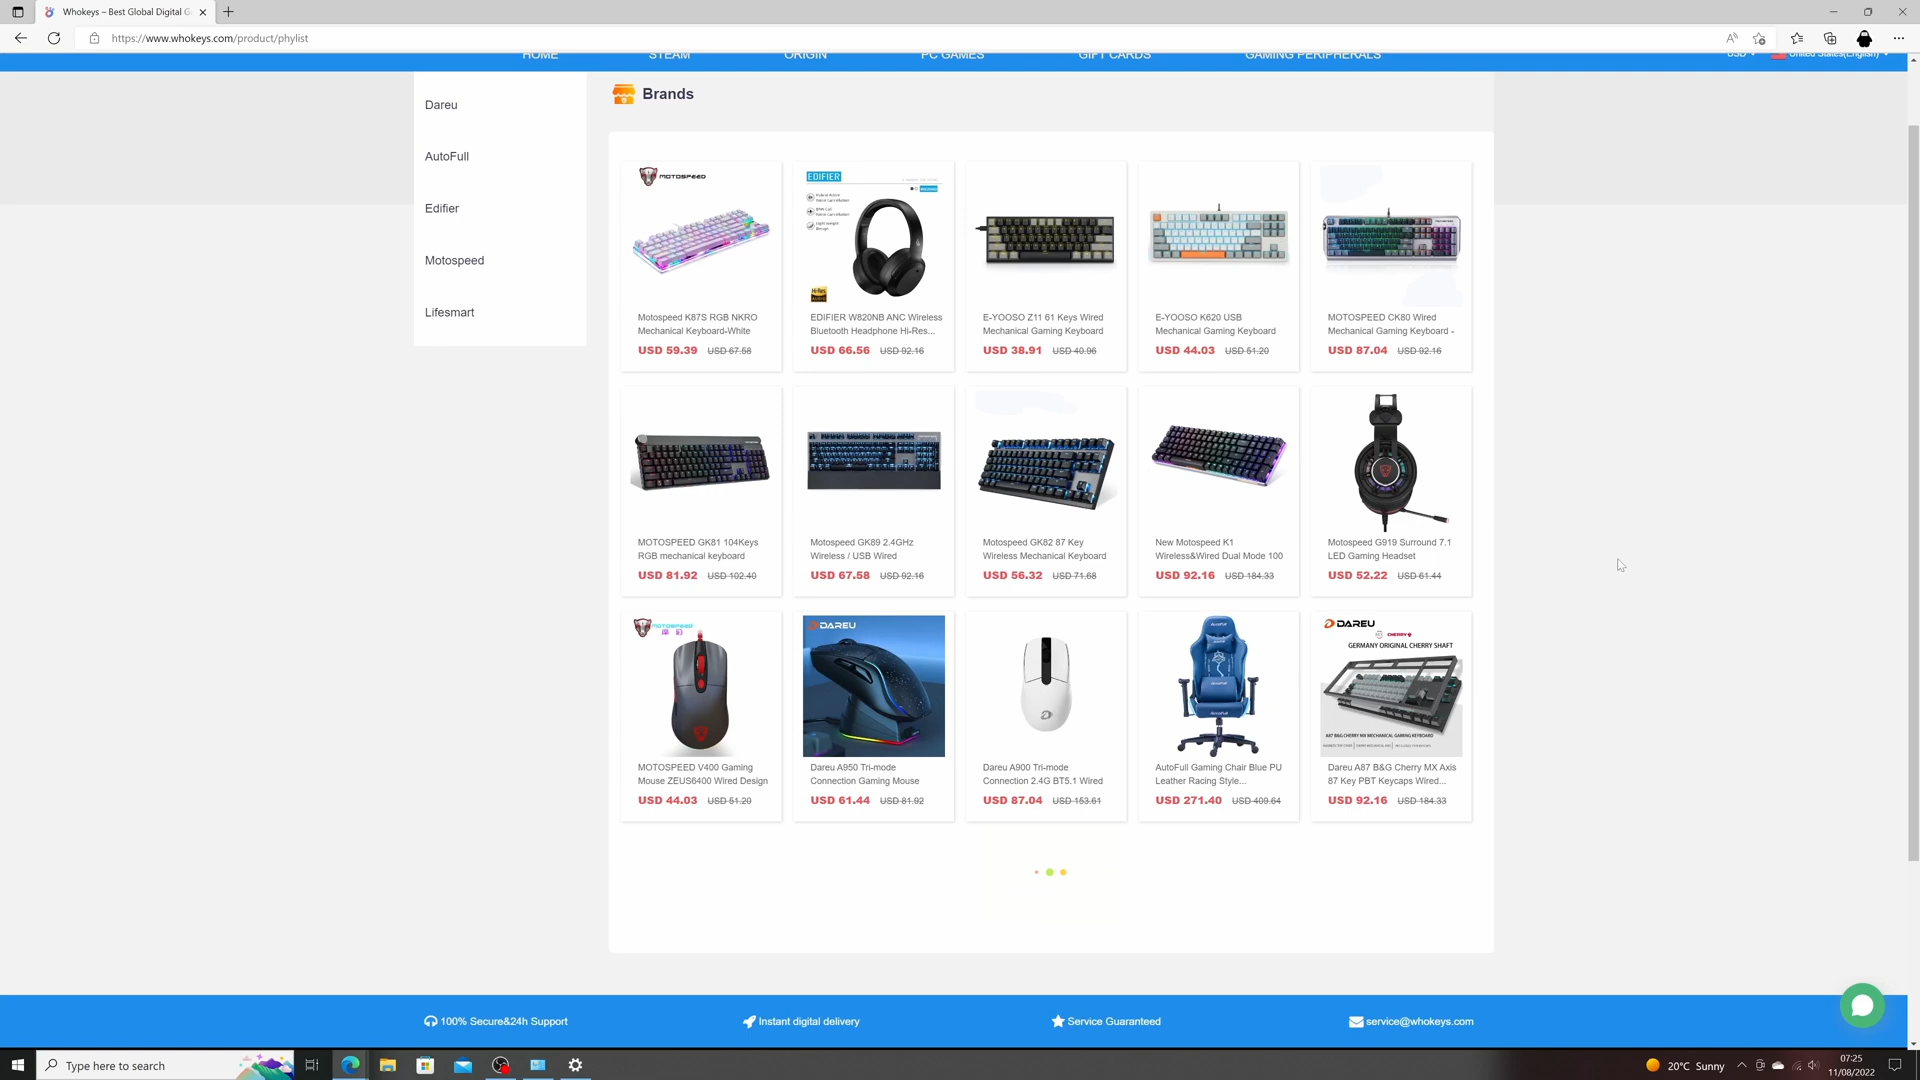 Whokeys – Best Global Digital G
https://www.whokeys.com/product/phylist
HOME
STEAM
ORIGIN
PC GAMES
GIFT CARDS
GAMING PERIPHERALS
USD
United States(English)
Dareu
AutoFull
Edifier
Motospeed
Lifesmart
Brands
MOTOSPEED
Motospeed K87S RGB NKRO
Mechanical Keyboard-White
USD 59.39 USD 67.58
EDIFIER
Hi-Res
AUDIO
EDIFIER W820NB ANC Wireless
Bluetooth Headphone Hi-Res...
USD 66.56 USD 92.16
E-YOOSO Z11 61 Keys Wired
Mechanical Gaming Keyboard
USD 38.91 USD 40.96
E-YOOSO K620 USB
Mechanical Gaming Keyboard
USD 44.03 USD 51.20
MOTOSPEED CK80 Wired
Mechanical Gaming Keyboard -
USD 87.04 USD 92.16
MOTOSPEED GK81 104Keys
RGB mechanical keyboard
USD 81.92 USD 102.40
Motospeed GK89 2.4GHz
Wireless / USB Wired
USD 67.58 USD 92.16
Motospeed GK82 87 Key
Wireless Mechanical Keyboard
USD 56.32 USD 71.68
New Motospeed K1
Wireless&Wired Dual Mode 100
USD 92.16 USD 184.33
Motospeed G919 Surround 7.1
LED Gaming Headset
USD 52.22 USD 61.44
MOTOSPEED
MOTOSPEED V400 Gaming
Mouse ZEUS6400 Wired Design
USD 44.03 USD 51.20
DAREU
Dareu A950 Tri-mode
Connection Gaming Mouse
USD 61.44 USD 81.92
Dareu A900 Tri-mode
Connection 2.4G BT5.1 Wired
USD 87.04 USD 153.61
AutoFull Gaming Chair Blue PU
Leather Racing Style...
USD 271.40 USD 409.64
DAREU
CHERRY
GERMANY ORIGINAL CHERRY SHAFT
A87 B&G CHERRY MX MECHANICAL GAMING KEYBOARD
Dareu A87 B&G Cherry MX Axis
87 Key PBT Keycaps Wired...
USD 92.16 USD 184.33
100% Secure&24h Support
Instant digital delivery
Service Guaranteed
service@whokeys.com
Type here to search
20°C Sunny
07:25
11/08/2022